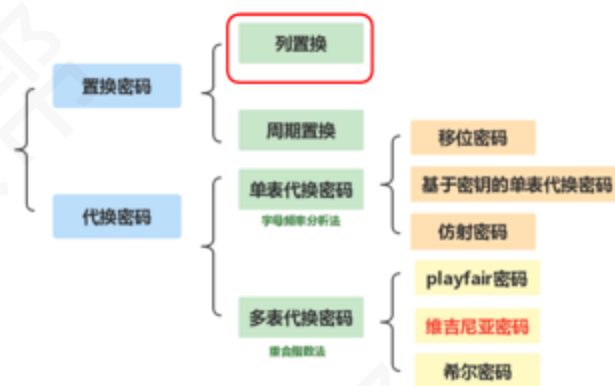 列置换
置换密码
周期置换
移位密码
单表代换密码
基于密钥的单表代换密码
字母频率分析法
代换密码
仿射密码
playfair密码
多表代换密码
维吉尼亚密码
重合指数法
希尔密码